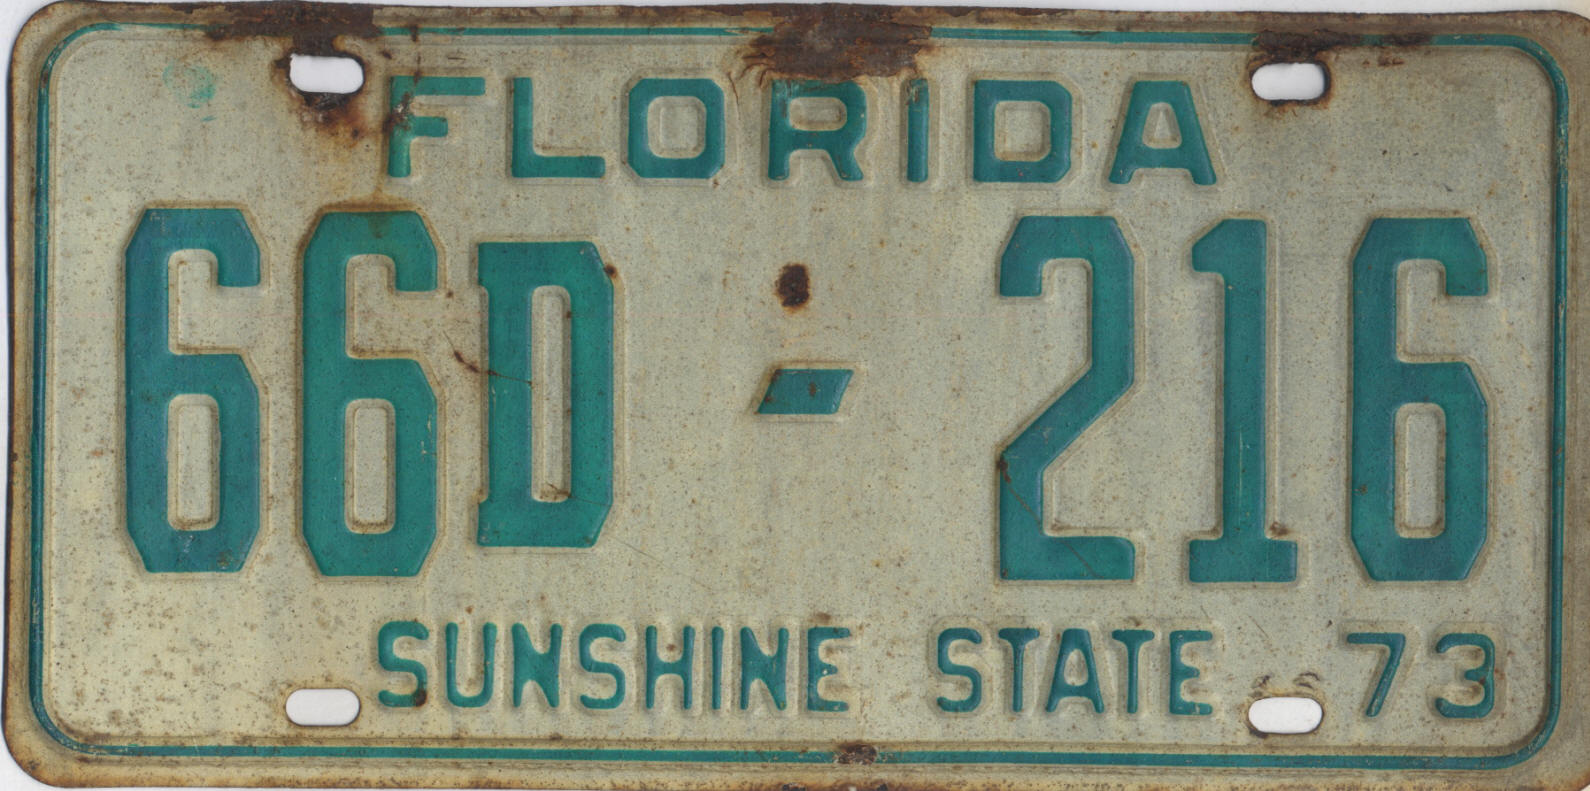 FLORIDA
66D-216
SUNSHINE STATE 73